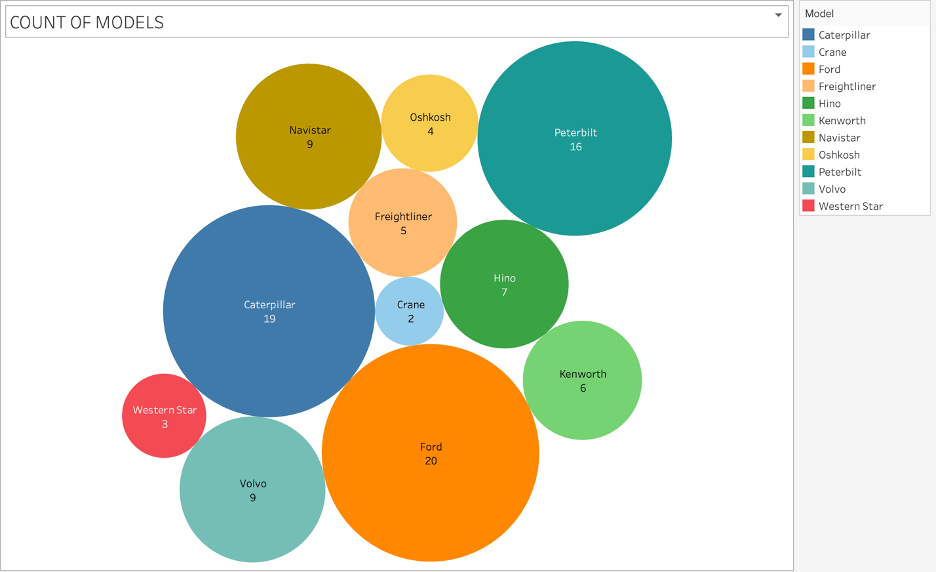 COUNT OF MODELS
Navistar
9
Oshkosh
4
Peterbilt
16
Freightliner
5
Hino
7
Caterpillar
19
Crane
2
Kenworth
6
Western Star
3
Ford
20
Volvo
9
Model
Caterpillar
Crane
Ford
Freightliner
Hino
Kenworth
Navistar
Oshkosh
Peterbilt
Volvo
Western Star